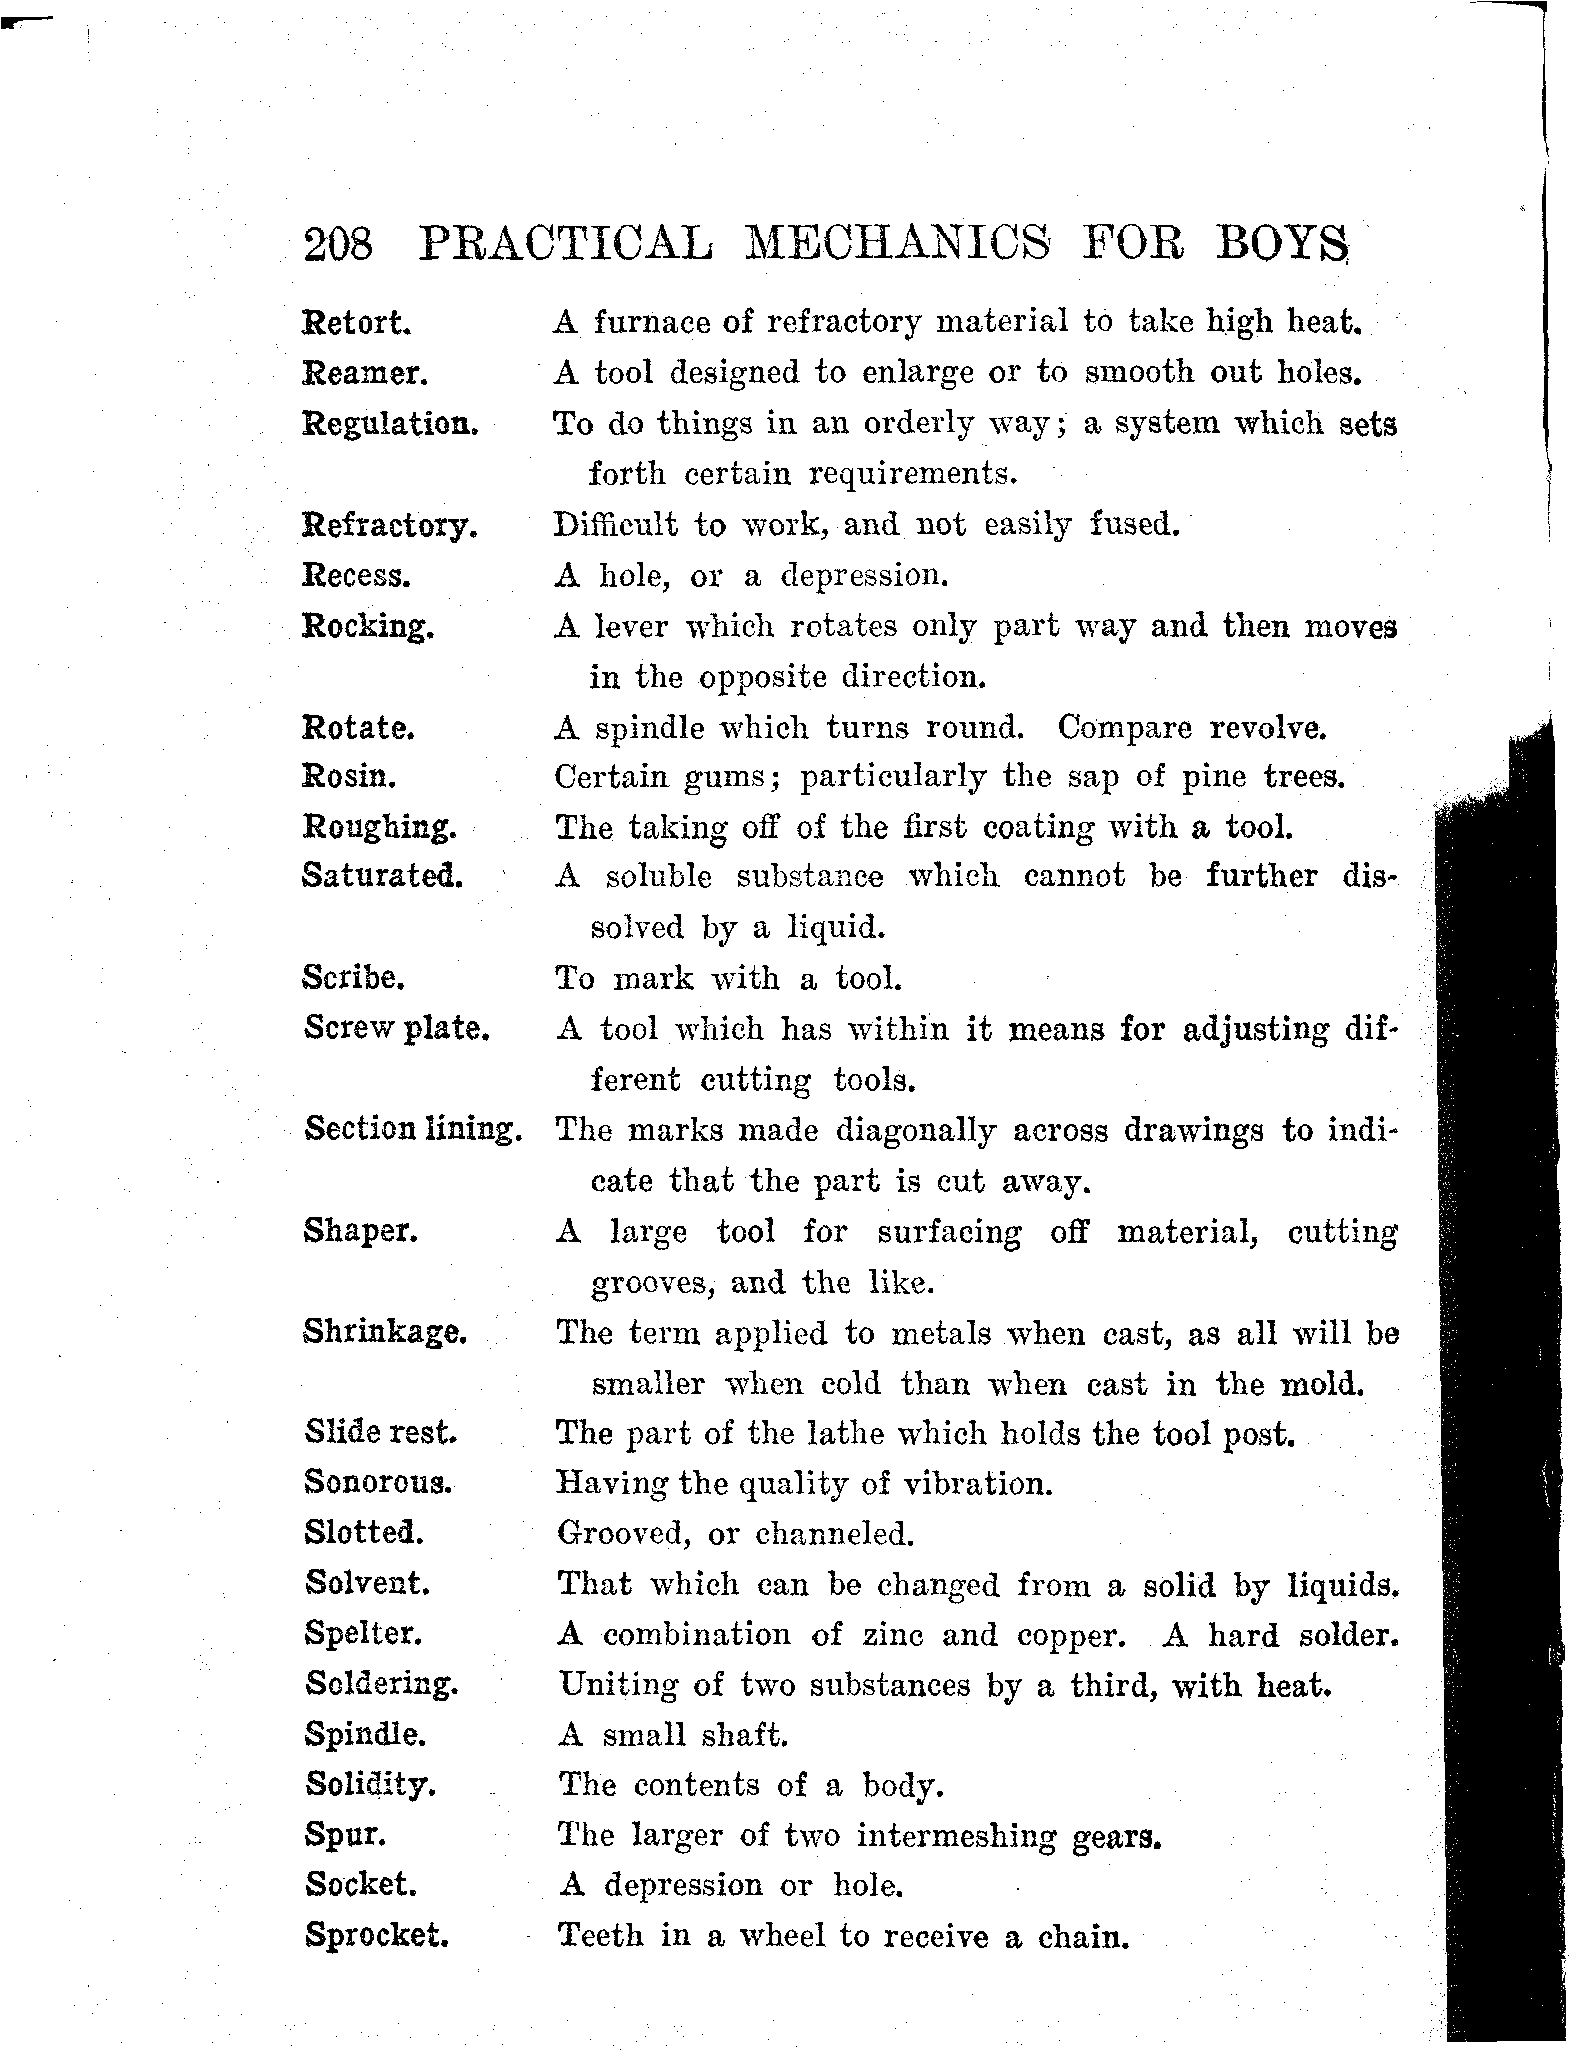 208 PRACTICAL MECHANICS FOR BOYS
Retort. A furnace of refractory material to take high heat.
Reamer. A tool designed to enlarge or to smooth out holes.
Regulation. To do things in an orderly way; a system which sets
forth certain requirements.
Refractory. Difficult to work, and not easily fused.
Recess. A hole, or a depression.
Rocking. A lever which rotates only part way and then moves
in the opposite direction.
Rotate. A spindle which turns round. Compare revolve.
Rosin. Certain gums; particularly the sap of pine trees.
Roughing. The taking off of the first coating with a tool.
Saturated. A soluble substance which cannot be further dis-
solved by a liquid.
Scribe. To mark with a tool.
Screw plate. A tool which has within it means for adjusting dif-
ferent cutting tools.
Section lining. The marks made diagonally across drawings to indi-
cate that the part is cut away.
Shaper. A large tool for surfacing off material, cutting
grooves, and the like.
Shrinkage. The term applied to metals when cast, as all will be
smaller when cold than when cast in the mold.
Slide rest. The part of the lathe which holds the tool post.
Sonorous. Having the quality of vibration.
Slotted. Grooved, or channeled.
Solvent. That which can be changed from a solid by liquids.
Spelter. A combination of zinc and copper. A hard solder.
Soldering. Uniting of two substances by a third, with heat.
Spindle. A small shaft.
Solidity. The contents of a body.
Spur. The larger of two intermeshing gears.
Socket. A depression or hole.
Sprocket. Teeth in a wheel to receive a chain.